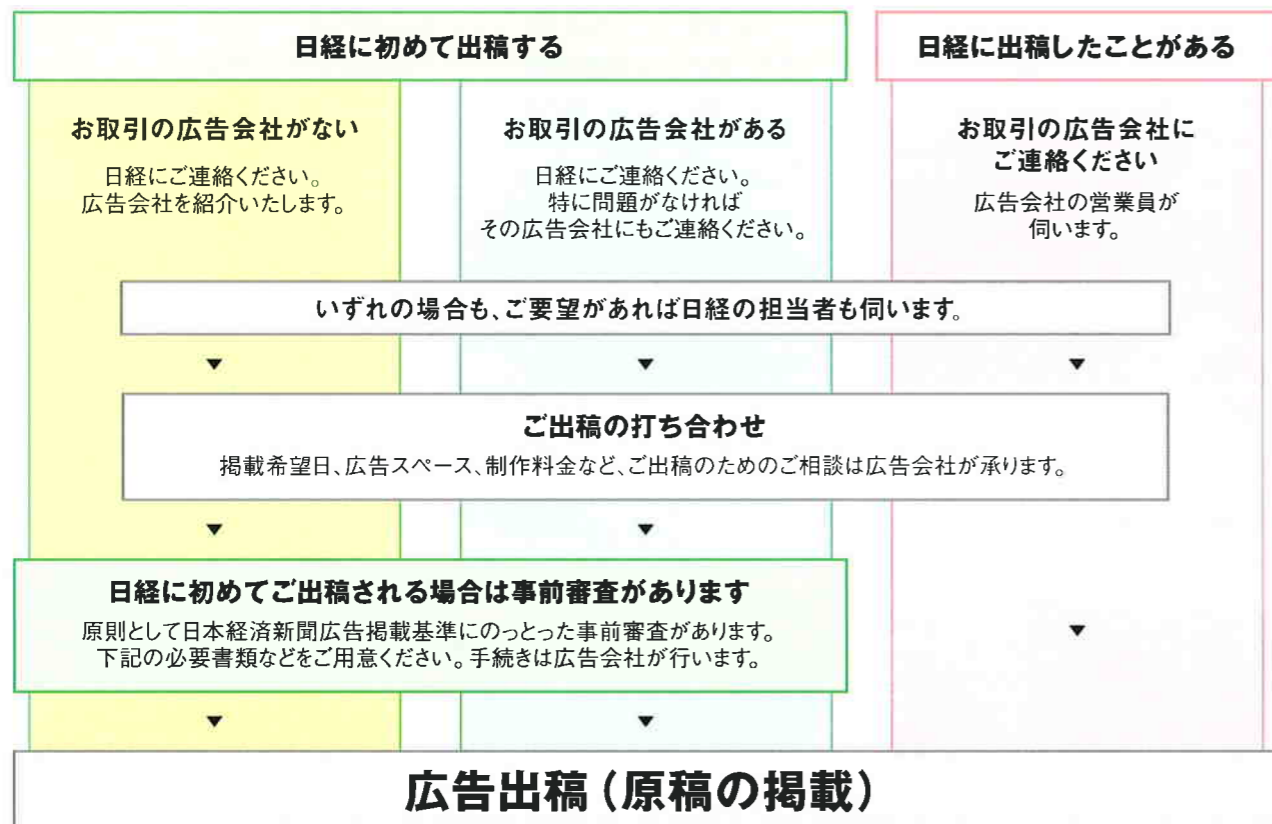 日経に初めて出稿する
日経に出稿したことがある
お取引の広告会社がない
日経にご連絡ください。
広告会社を紹介いたします。
お取引の広告会社がある
日経にご連絡ください。
特に問題がなければ
その広告会社にもご連絡ください。
お取引の広告会社に
ご連絡ください
広告会社の営業員が
伺います。
いずれの場合も、ご要望があれば日経の担当者も伺います。
▼ ▼ ▼
ご出稿の打ち合わせ
掲載希望日、広告スペース、制作料金など、ご出稿のためのご相談は広告会社が承ります。
▼ ▼
日経に初めてご出稿される場合は事前審査があります
原則として日本経済新聞広告掲載基準にのっとった事前審査があります。
下記の必要書類などをご用意ください。手続きは広告会社が行います。
▼
▼ ▼
広告出稿（原稿の掲載）